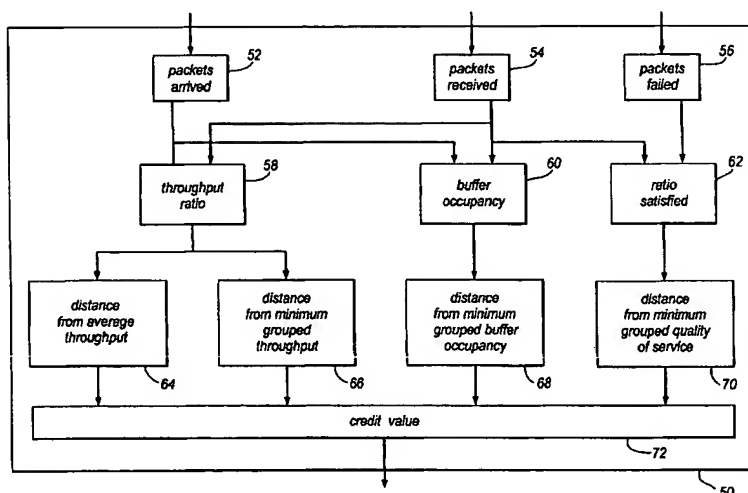 52
packets
arrived
54
packets
received
56
packets
failed
58
throughput
ratio
60
buffer
occupancy
62
ratio
satisfied
distance
from average
throughput
64
distance
from minimum
grouped
throughput
66
distance
from minimum
grouped buffer
occupancy
68
distance
from minimum
grouped quality
of service
70
credit value
72
50